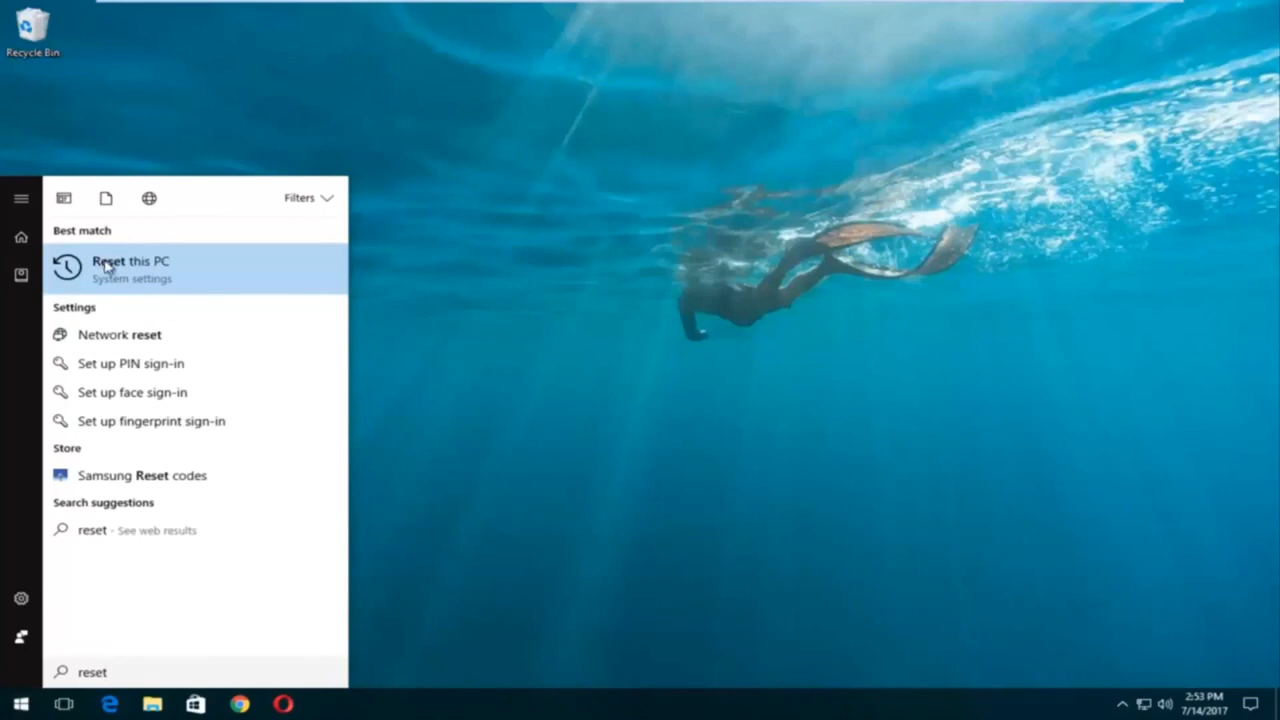 Recycle Bin
Filters
Best match
Reset this PC
System settings
Settings
Network reset
Set up PIN sign-in
Set up face sign-in
Set up fingerprint sign-in
Store
Samsung Reset codes
Search suggestions
reset - See web results
reset
2:53 PM
7/14/2017